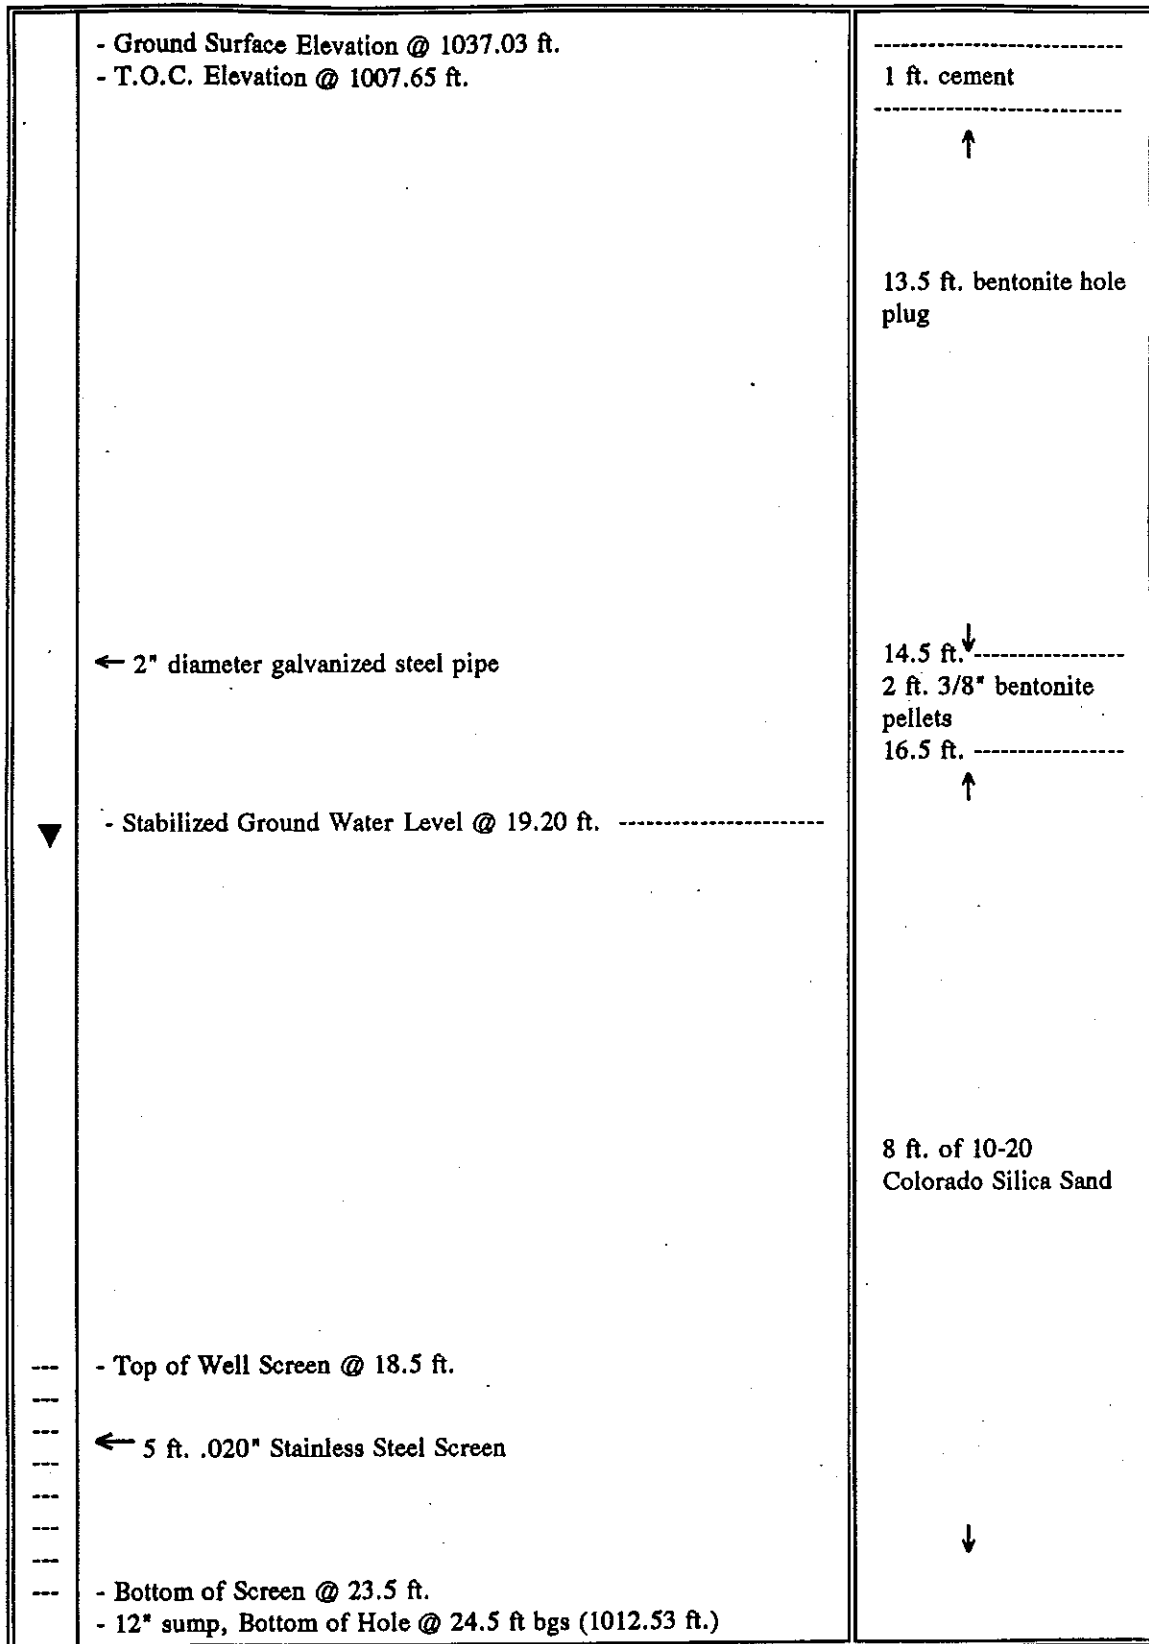 - Ground Surface Elevation @ 1037.03 ft.
- T.O.C. Elevation @ 1007.65 ft.
1 ft. cement
13.5 ft. bentonite hole
plug
← 2" diameter galvanized steel pipe
14.5 ft.
2 ft. 3/8" bentonite
pellets
16.5 ft.
- Stabilized Ground Water Level @ 19.20 ft.
8 ft. of 10-20
Colorado Silica Sand
- Top of Well Screen @ 18.5 ft.
← 5 ft. .020" Stainless Steel Screen
- Bottom of Screen @ 23.5 ft.
- 12" sump, Bottom of Hole @ 24.5 ft bgs (1012.53 ft.)